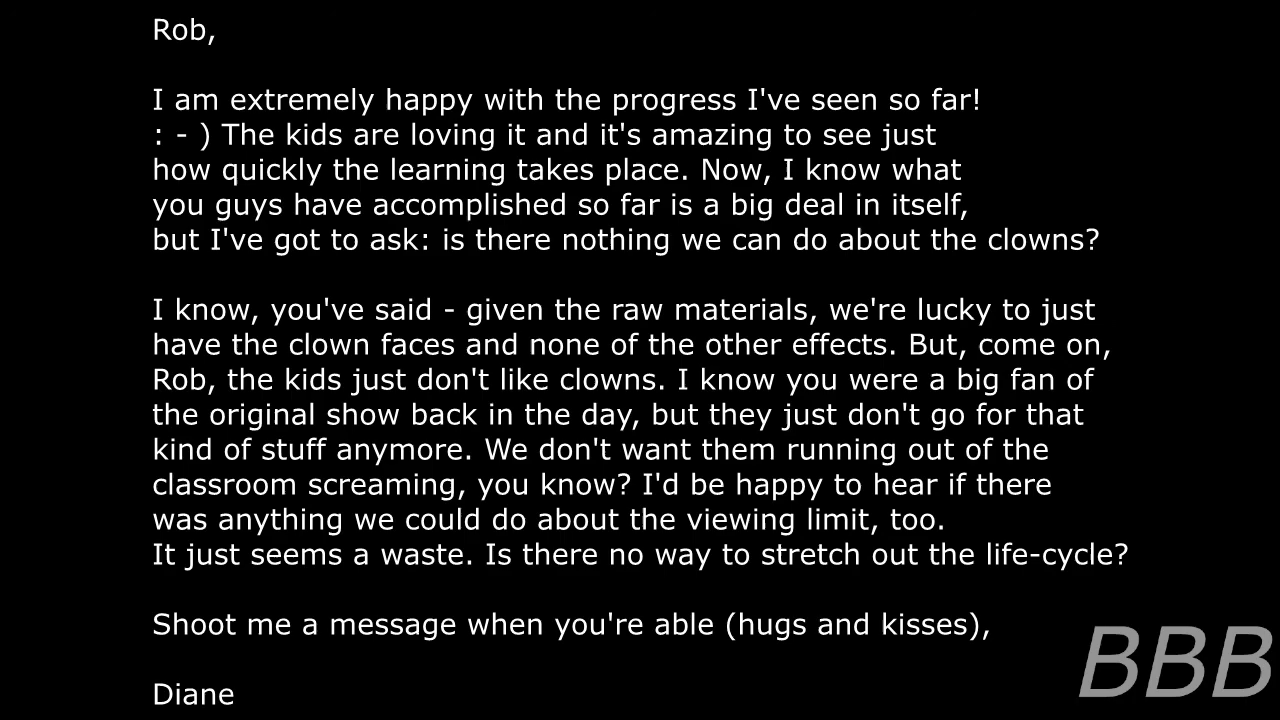 Rob,
I am extremely happy with the progress I've seen so far!
: - ) The kids are loving it and it's amazing to see just
how quickly the learning takes place. Now, I know what
you guys have accomplished so far is a big deal in itself,
but I've got to ask: is there nothing we can do about the clowns?
I know, you've said - given the raw materials, we're lucky to just
have the clown faces and none of the other effects. But, come on,
Rob, the kids just don't like clowns. I know you were a big fan of
the original show back in the day, but they just don't go for that
kind of stuff anymore. We don't want them running out of the
classroom screaming, you know? I'd be happy to hear if there
was anything we could do about the viewing limit, too.
It just seems a waste. Is there no way to stretch out the life-cycle?
Shoot me a message when you're able (hugs and kisses),
Diane
BBB